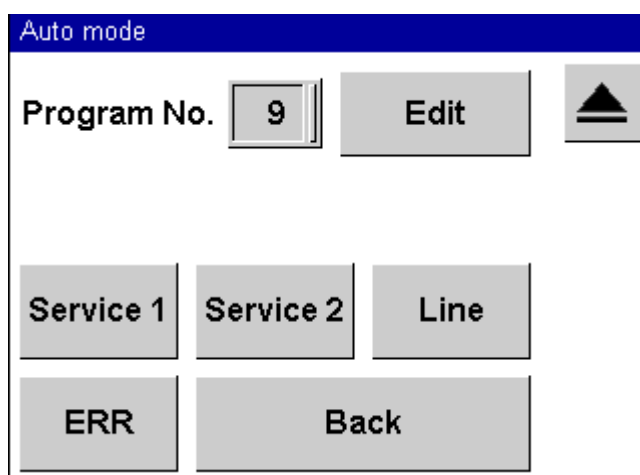 Auto mode
Program No. 9 Edit
Service 1 Service 2 Line
ERR Back